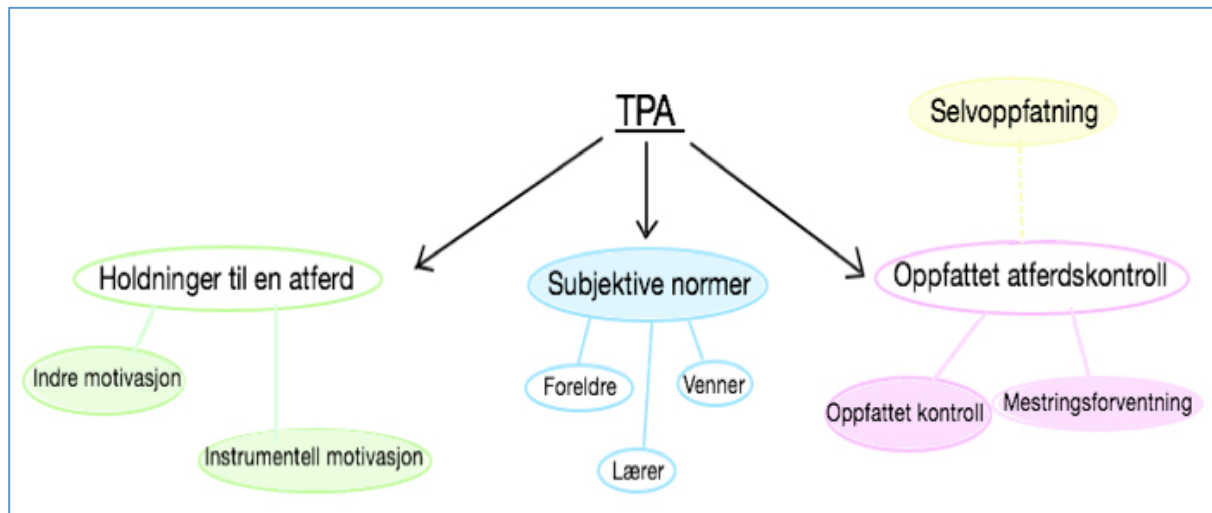 TPA
Selvoppfatning
Holdninger til en atferd
Subjektive normer
Oppfattet atferdskontroll
Indre motivasjon
Foreldre
Venner
Oppfattet kontroll
Mestringsforventning
Instrumentell motivasjon
Lærer